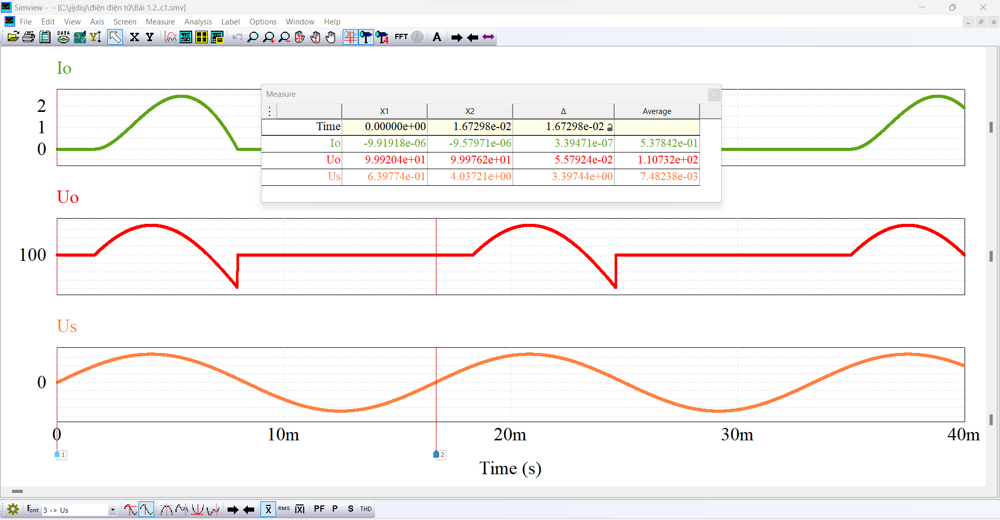 Simview - - [C:\jijdisj\điện điện tử\Bài 1.2..c1.smv]
File Edit View Axis Screen Measure Analysis Label Options Window Help
DATA Y X Y FFT A A
Io
2
1
0
Measure
X1 X2 Δ Average
Time 0.00000e+00 1.67298e-02 1.67298e-02
Io -9.91918e-06 -9.57971e-06 3.39471e-07 5.37842e-01
Uo 9.99204e+01 9.99762e+01 5.57924e-02 1.10732e+02
Us 6.39774e-01 4.03721e+00 3.39744e+00 7.48238e-03
Uo
100
Us
0
0 10m 20m 30m 40m
1 2
Time (s)
Font 3 -> Us X RMS |X| PF P S THD